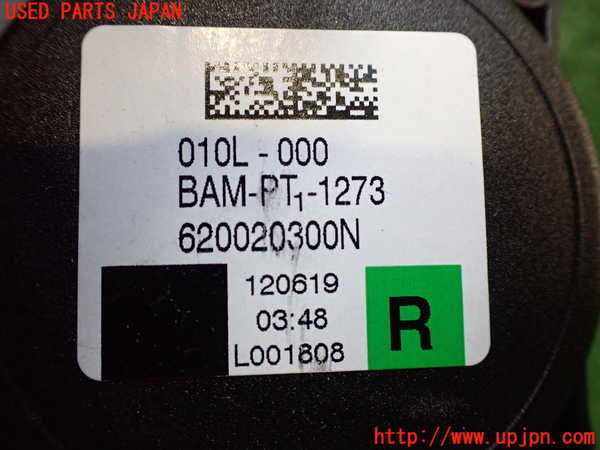 USED PARTS JAPAN
010L-000
BAM-PT1-1273
620020300N
120619
03:48
L001808
R
http://www.upjpn.com